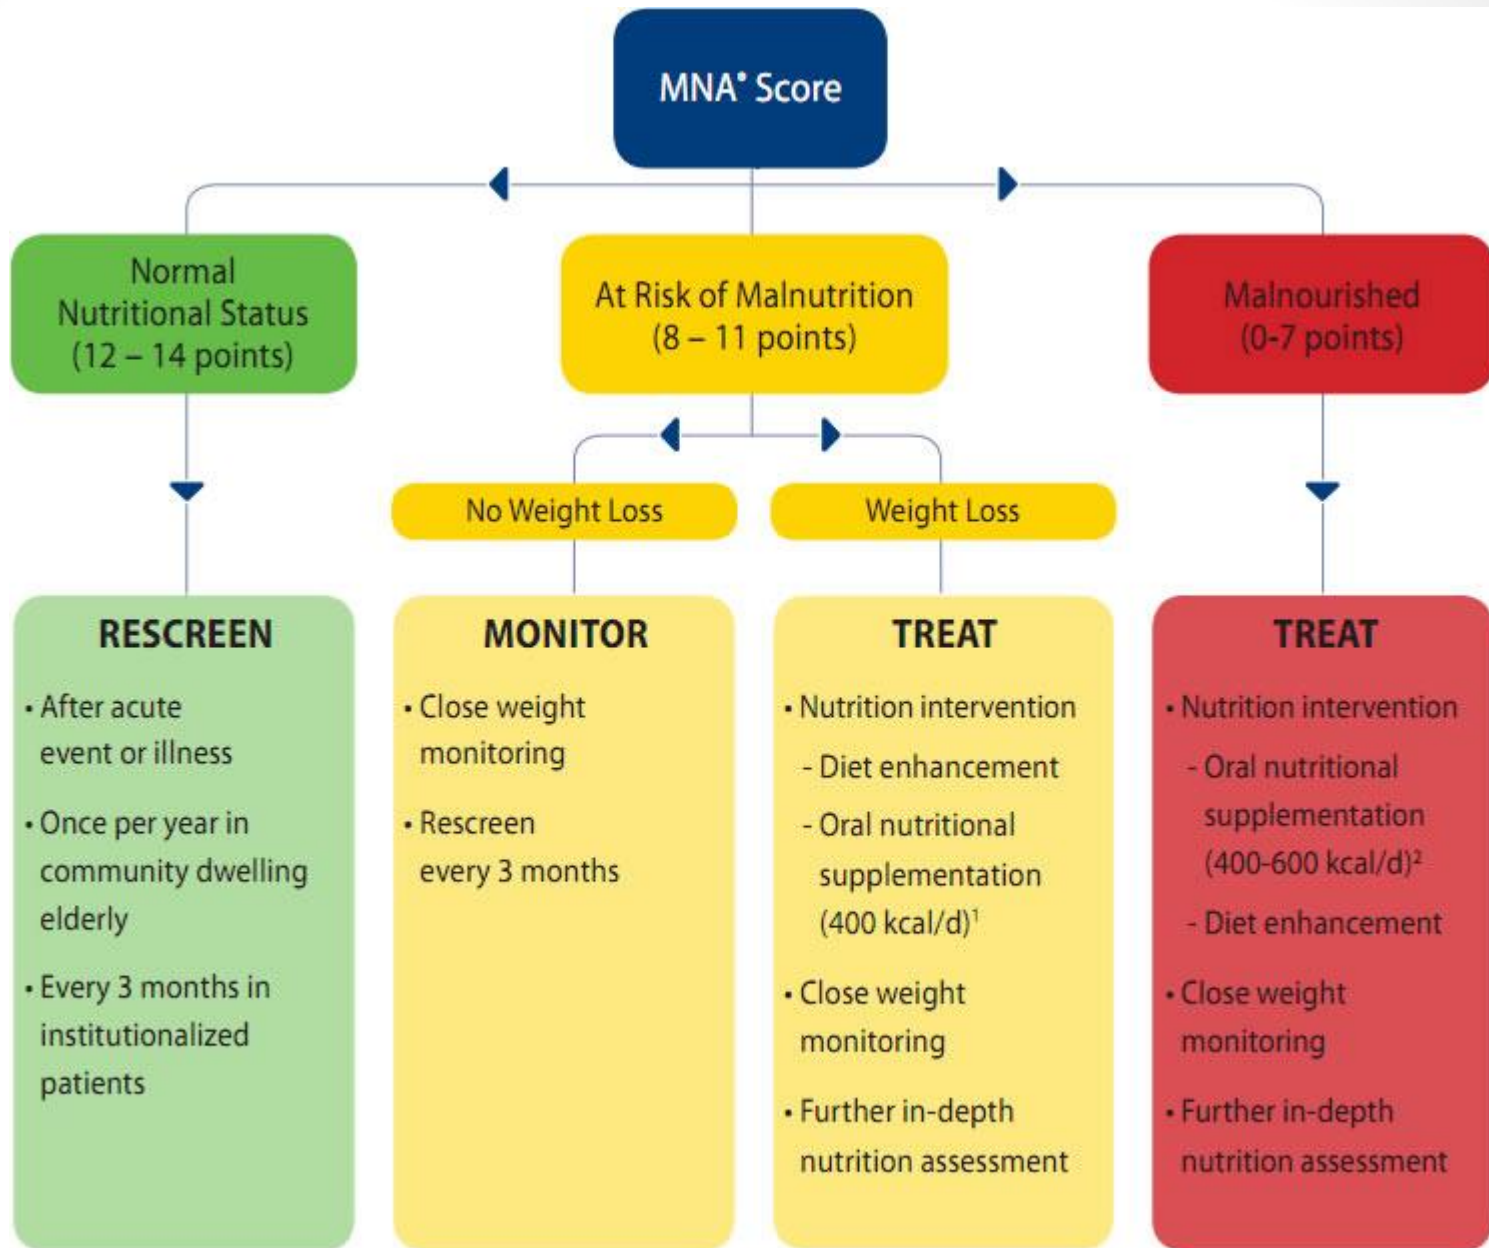 MNA® Score
Normal
Nutritional Status
(12 – 14 points)
At Risk of Malnutrition
(8 – 11 points)
Malnourished
(0-7 points)
No Weight Loss
Weight Loss
RESCREEN
• After acute
event or illness
• Once per year in
community dwelling
elderly
• Every 3 months in
institutionalized
patients
MONITOR
• Close weight
monitoring
• Rescreen
every 3 months
TREAT
• Nutrition intervention
- Diet enhancement
- Oral nutritional
supplementation
(400 kcal/d)¹
• Close weight
monitoring
• Further in-depth
nutrition assessment
TREAT
• Nutrition intervention
- Oral nutritional
supplementation
(400-600 kcal/d)²
- Diet enhancement
• Close weight
monitoring
• Further in-depth
nutrition assessment